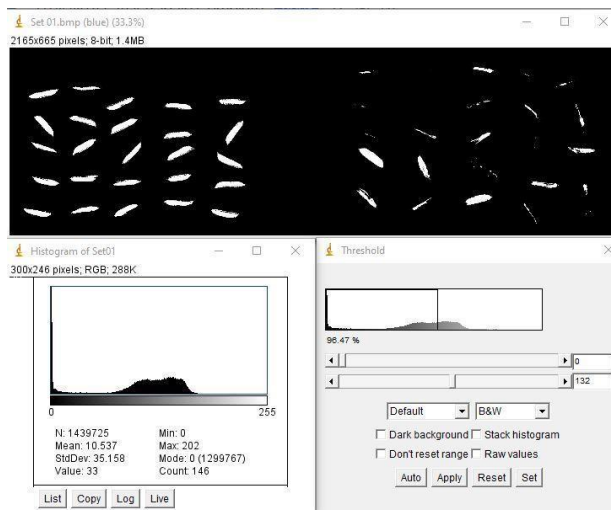 Set 01.bmp (blue) (33.3%)
2165x665 pixels; 8-bit; 1.4MB
Histogram of Set01
300x246 pixels; RGB; 288K
0 255
N: 1439725 Min: 0
Mean: 10.537 Max: 202
StdDev: 35.158 Mode: 0 (1299767)
Value: 33 Count: 146
List Copy Log Live
Threshold
96.47 %
0
132
Default B&W
Dark background Stack histogram
Don't reset range Raw values
Auto Apply Reset Set